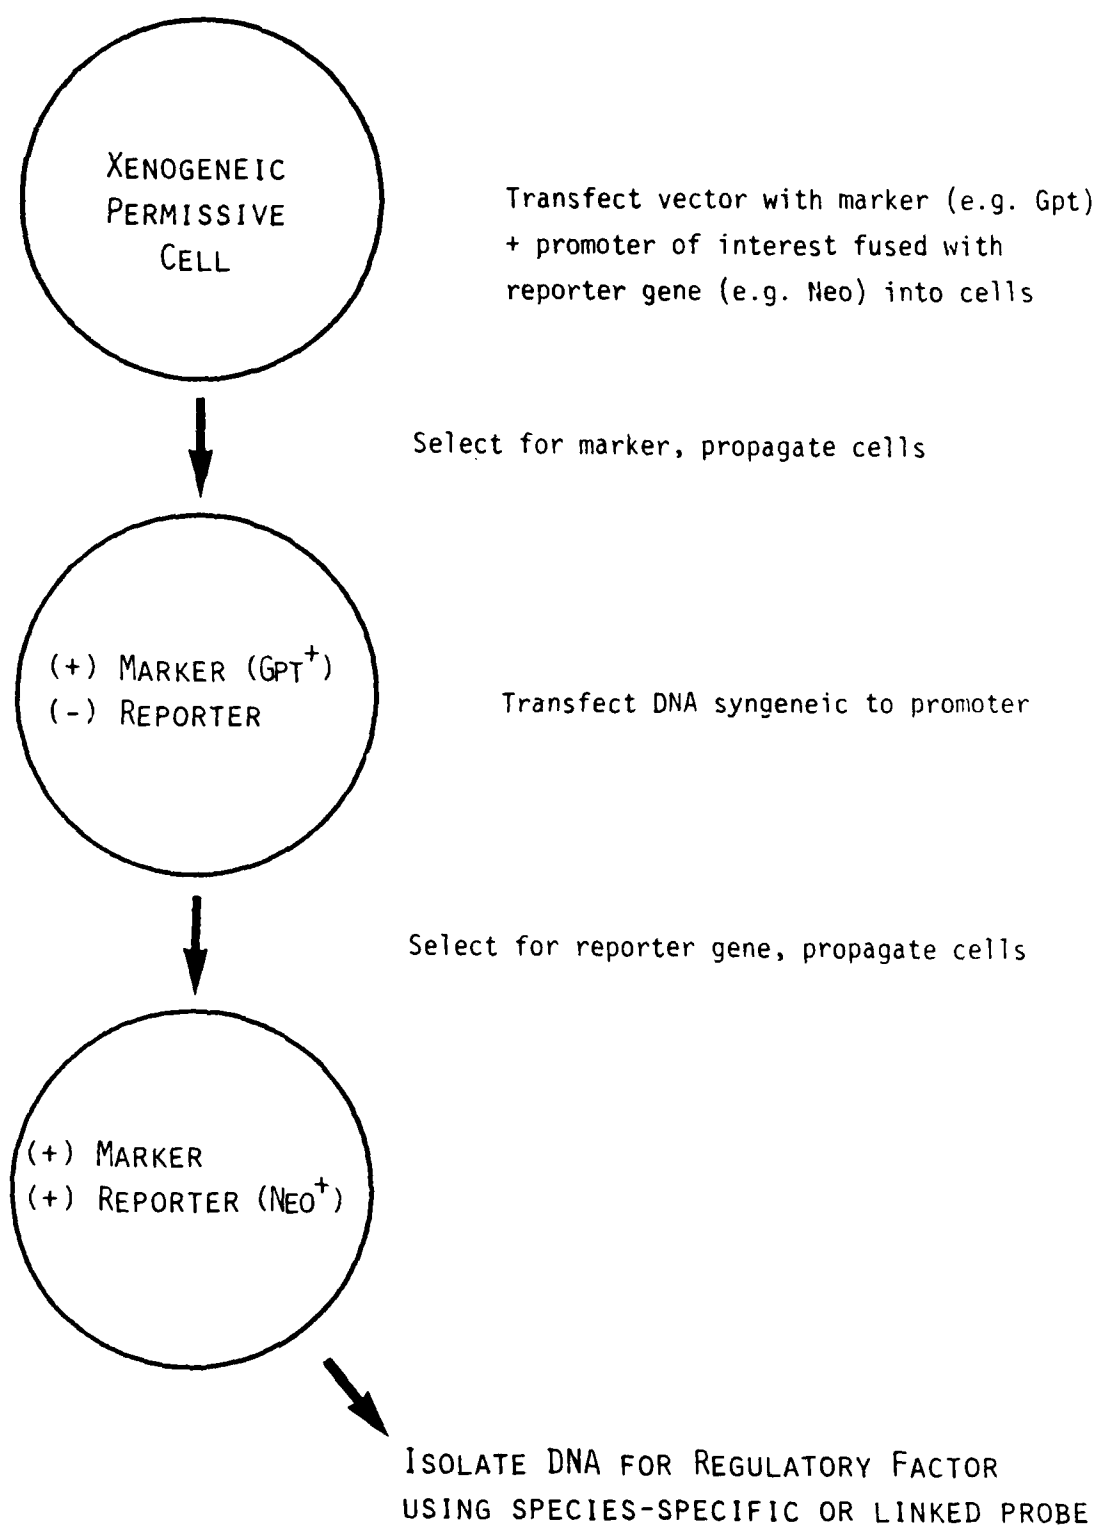 XENOGENEIC
PERMISSIVE
CELL
Transfect vector with marker (e.g. Gpt)
+ promoter of interest fused with
reporter gene (e.g. Neo) into cells
Select for marker, propagate cells
(+) MARKER (GPT+)
(-) REPORTER
Transfect DNA syngeneic to promoter
Select for reporter gene, propagate cells
(+) MARKER
(+) REPORTER (NEO+)
ISOLATE DNA FOR REGULATORY FACTOR
USING SPECIES-SPECIFIC OR LINKED PROBE